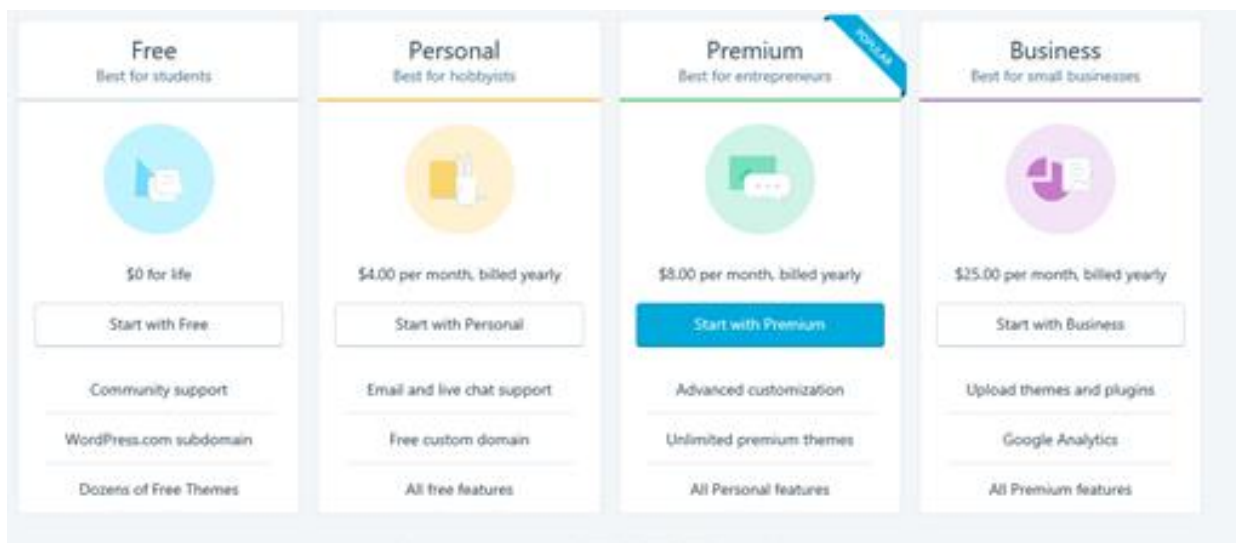 Free
Best for students
$0 for life
Start with Free
Community support
WordPress.com subdomain
Dozens of Free Themes
Personal
Best for hobbyists
$4.00 per month, billed yearly
Start with Personal
Email and live chat support
Free custom domain
All free features
Premium
POPULAR
Best for entrepreneurs
$8.00 per month, billed yearly
Start with Premium
Advanced customization
Unlimited premium themes
All Personal features
Business
Best for small businesses
$25.00 per month, billed yearly
Start with Business
Upload themes and plugins
Google Analytics
All Premium features